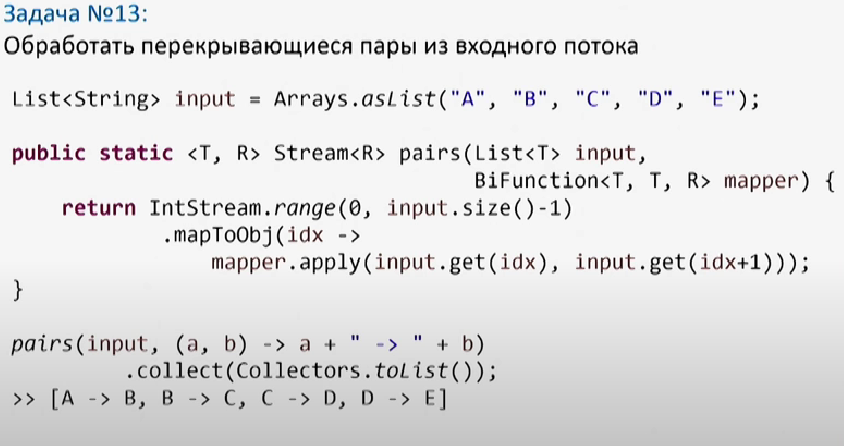 Задача №13:
Обработать перекрывающиеся пары из входного потока
List<String> input = Arrays.asList("A", "B", "C", "D", "E");
public static <T, R> Stream<R> pairs(List<T> input,
BiFunction<T, T, R> mapper) {
return IntStream.range(0, input.size()-1)
.mapToObj(idx ->
mapper.apply(input.get(idx), input.get(idx+1)));
}
pairs(input, (a, b) -> a + " -> " + b)
.collect(Collectors.toList());
>> [A -> B, B -> C, C -> D, D -> E]